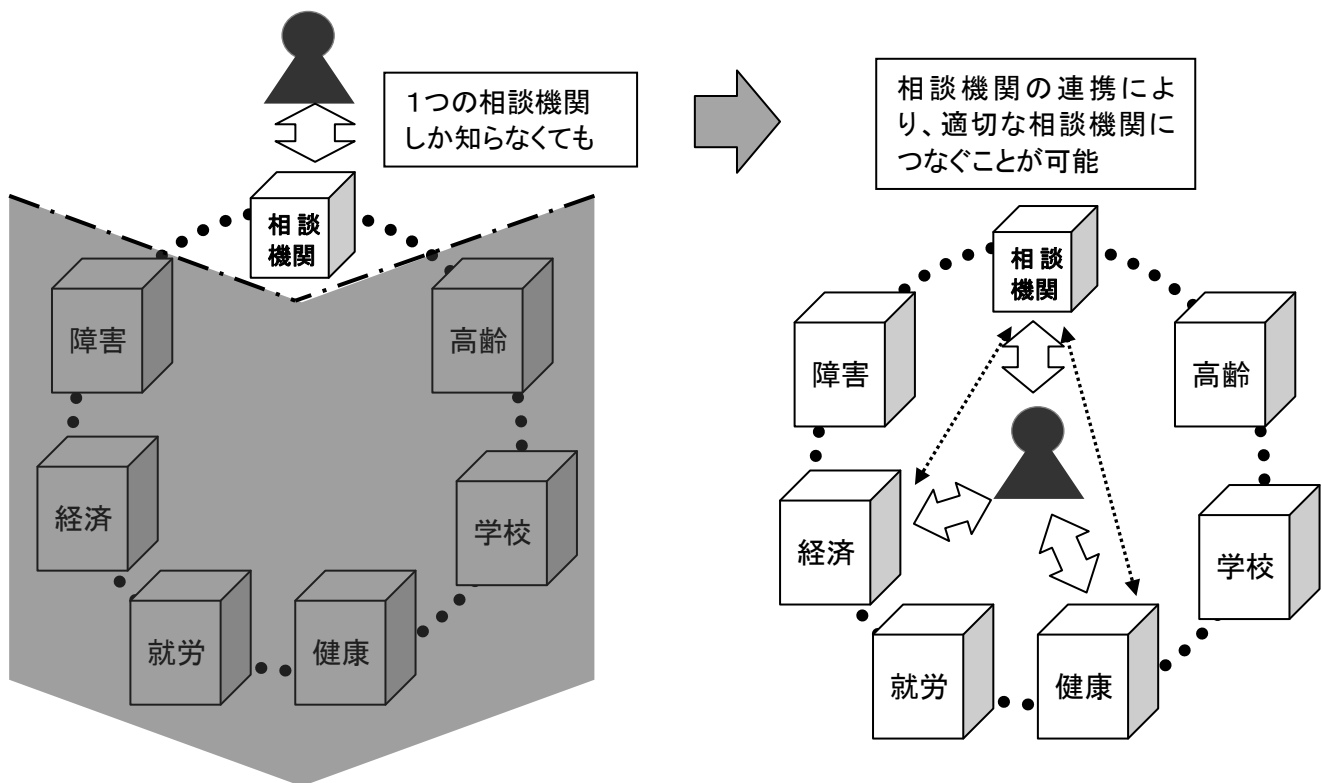 1つの相談機関
しか知らなくても
相談機関の連携によ
り、適切な相談機関に
つなぐことが可能
相談
機関
障害
高齢
経済
学校
就労
健康
相談
機関
障害
高齢
経済
学校
就労
健康